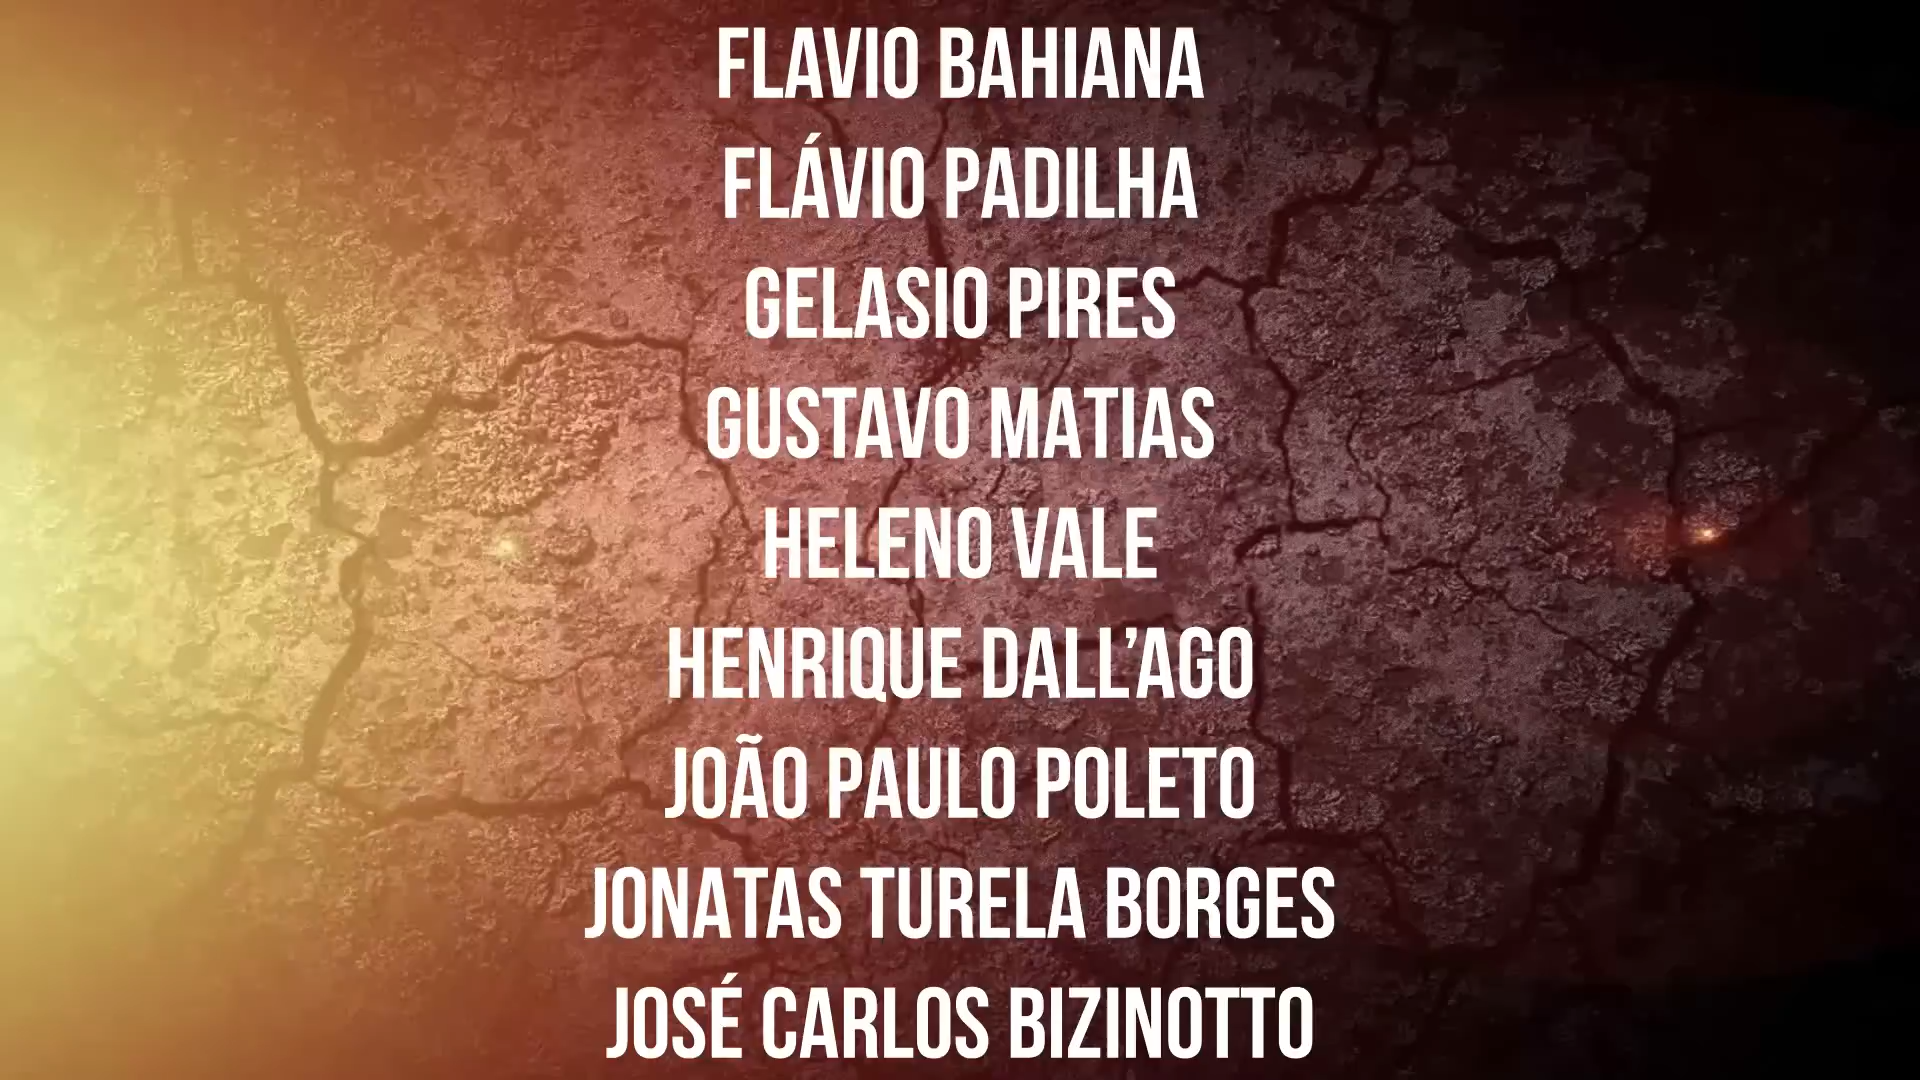 FLAVIO BAHIANA
FLÁVIO PADILHA
GELASIO PIRES
GUSTAVO MATIAS
HELENO VALE
HENRIQUE DALL’AGO
JOÃO PAULO POLETO
JONATAS TURELA BORGES
JOSÉ CARLOS BIZINOTTO